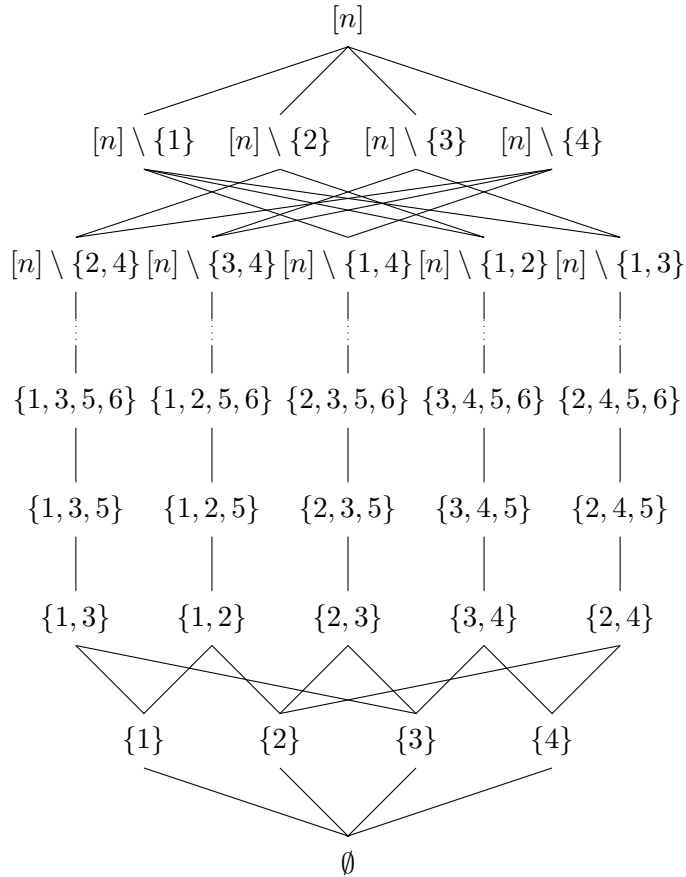 [n]
[n] \ {1} [n] \ {2} [n] \ {3} [n] \ {4}
[n] \ {2, 4} [n] \ {3, 4} [n] \ {1, 4} [n] \ {1, 2} [n] \ {1, 3}
{1, 3, 5, 6} {1, 2, 5, 6} {2, 3, 5, 6} {3, 4, 5, 6} {2, 4, 5, 6}
{1, 3, 5} {1, 2, 5} {2, 3, 5} {3, 4, 5} {2, 4, 5}
{1, 3} {1, 2} {2, 3} {3, 4} {2, 4}
{1} {2} {3} {4}
∅